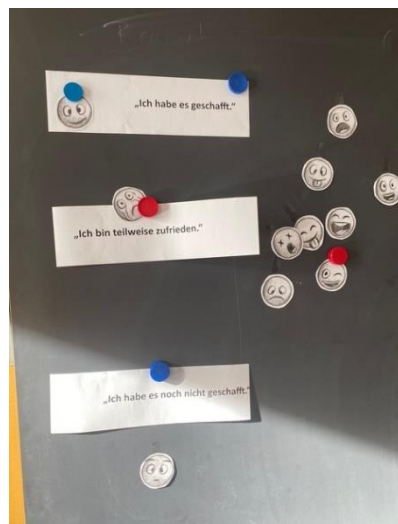 „Ich habe es geschafft.“
„Ich bin teilweise zufrieden.“
„Ich habe es noch nicht geschafft.“